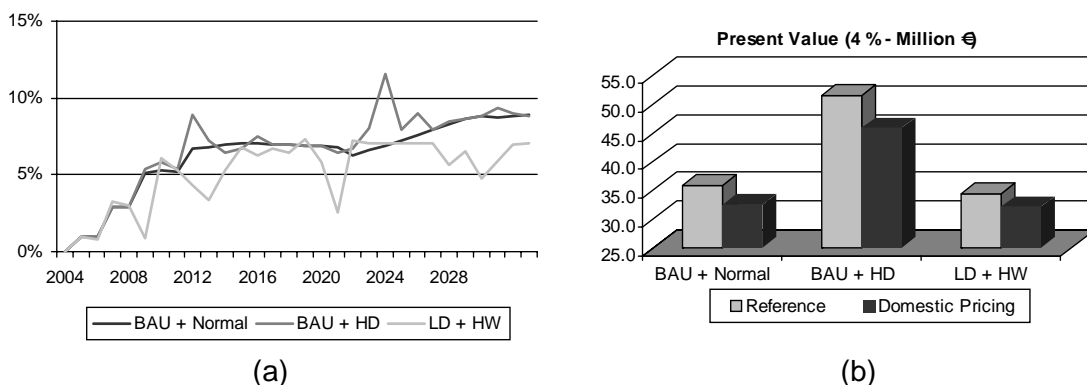 15%
10%
5%
0%
2004 2008 2012 2016 2020 2024 2028
BAU + Normal BAU + HD LD + HW
(a)
Present Value (4 % - Million €)
55.0
50.0
45.0
40.0
35.0
30.0
25.0
BAU + Normal BAU + HD LD + HW
Reference Domestic Pricing
(b)